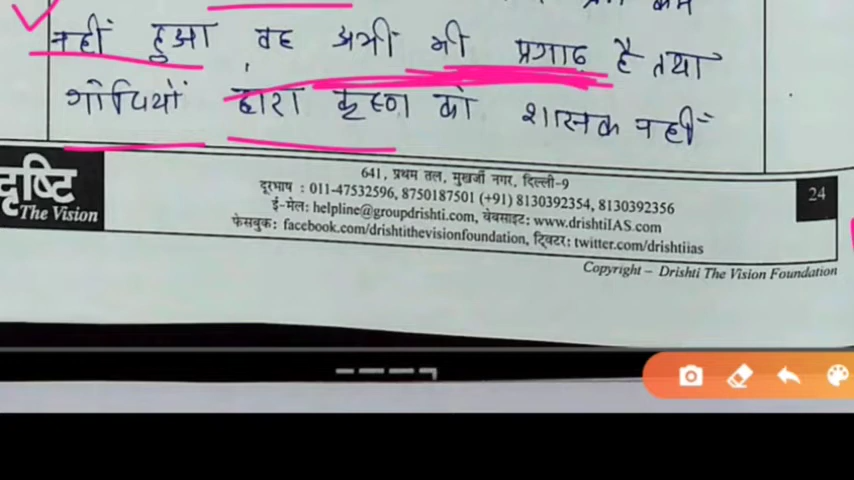 नहीं हुआ वह अभी भी प्रगाढ़ है तथा
गोपियों द्वारा कृष्ण को शासक नहीं
दृष्टि
The Vision
641, प्रथम तल, मुखर्जी नगर, दिल्ली-9
दूरभाष : 011-47532596, 8750187501 (+91) 8130392354, 8130392356
ई-मेल: helpline@groupdrishti.com, वेबसाइट: www.drishtiIAS.com
फेसबुक: facebook.com/drishtithevisionfoundation, ट्विटर: twitter.com/drishtiias
24
Copyright – Drishti The Vision Foundation